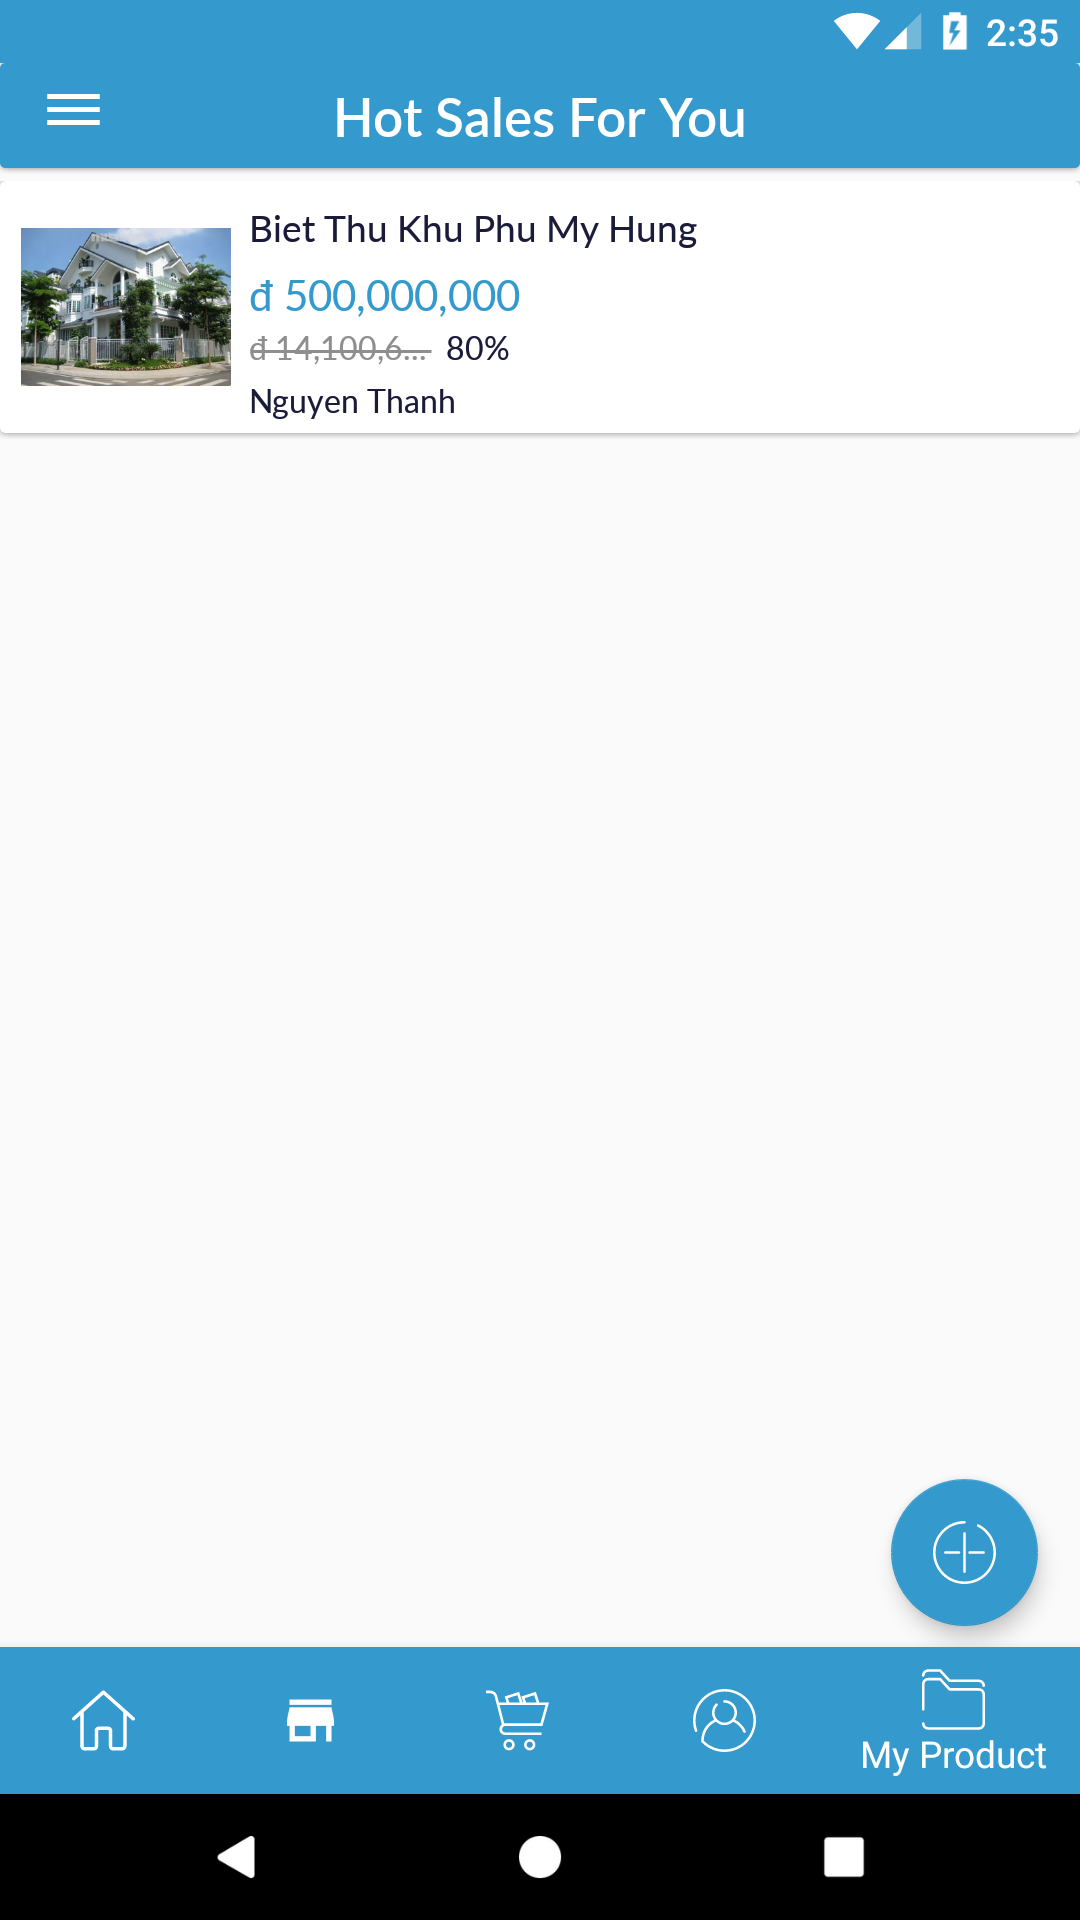 2:35
Hot Sales For You
Biet Thu Khu Phu My Hung
đ 500,000,000
đ 14,100,6... 80%
Nguyen Thanh
My Product